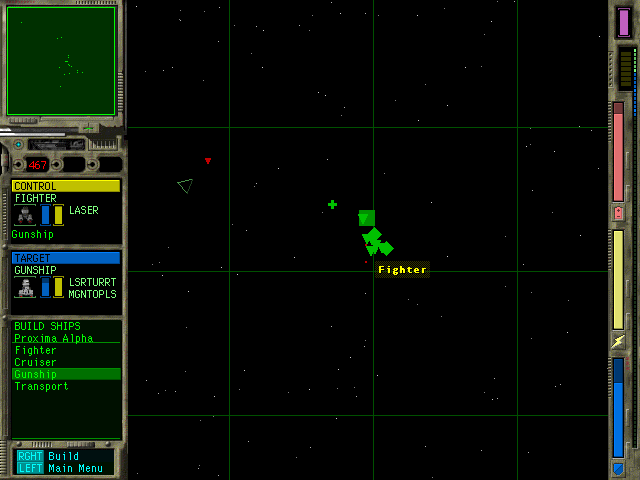 467
CONTROL
FIGHTER
LASER
Gunship
TARGET
GUNSHIP
LSRTURRT
MGNTOPLS
BUILD SHIPS
Proxima Alpha
Fighter
Cruiser
Gunship
Transport
RGHT Build
LEFT Main Menu
Fighter